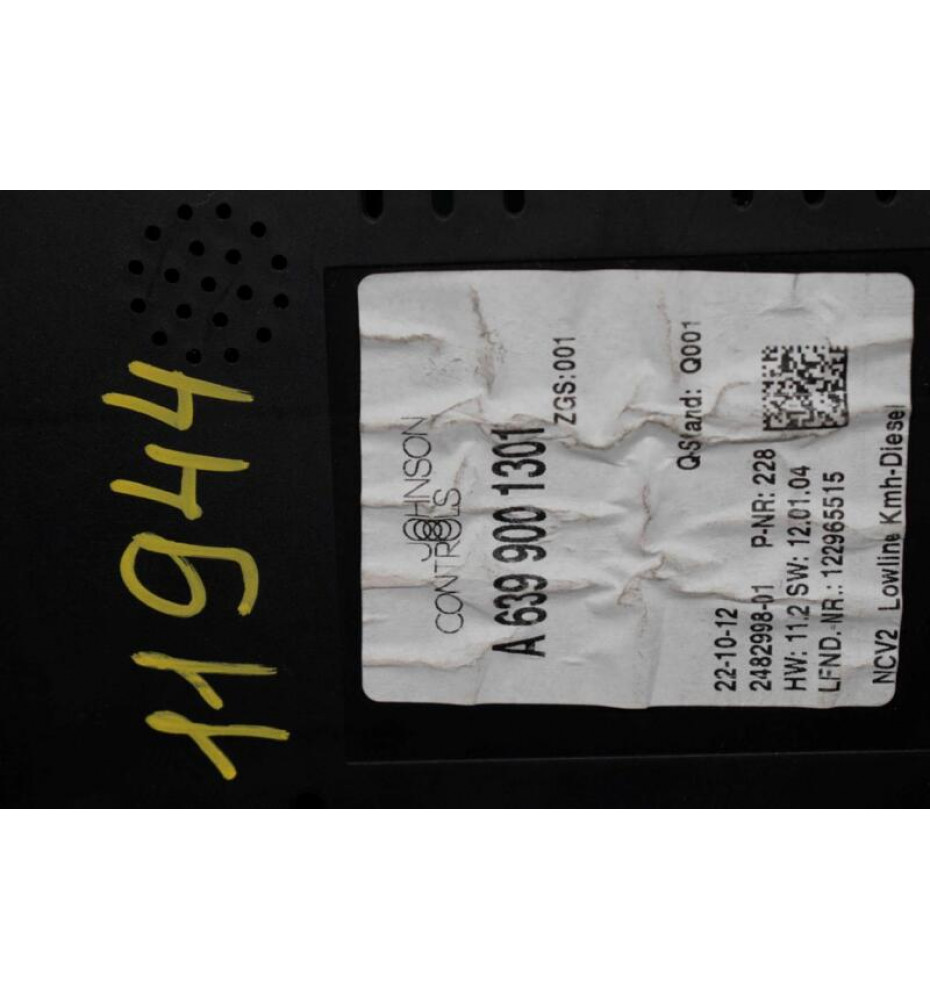 11944
JOHNSON
CONTROLS
A 639 900 1301
ZGS:001
QStand: Q001
22-10-12
2482998-01 P-NR: 228
HW: 11.2 SW: 12.01.04
LFND.-NR.: 122965515
NCV2 Lowline Kmh-Diesel